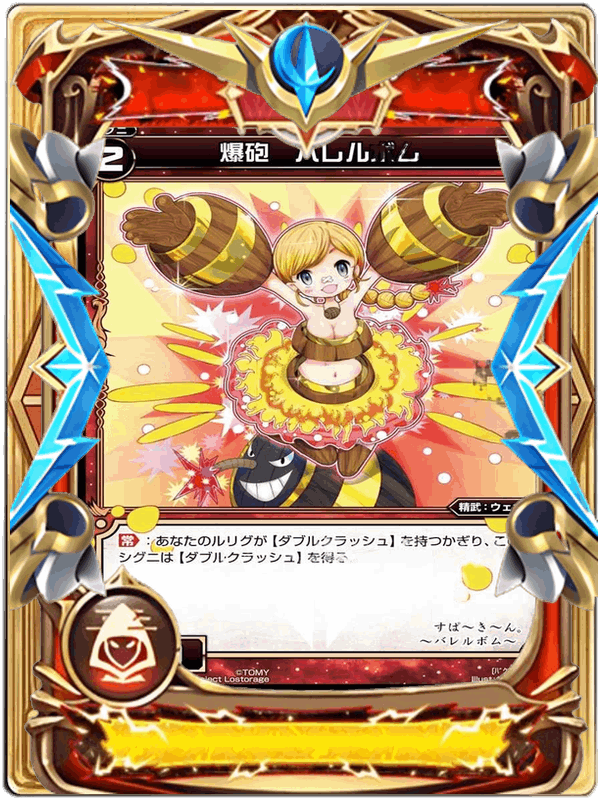 2
爆砲 バレルボム
精武:ウェ
常:あなたのルリグが【ダブルクラッシュ】を持つかぎり、こ
シグニは【ダブルクラッシュ】を得る
すぱ～き～ん。
～バレルボム～
©TOMY
ject Lostorage
Illust